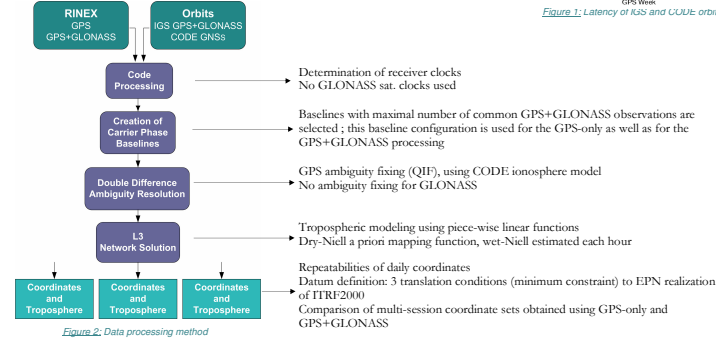 GPS Week
Figure 1: Latency of IGS and CODE orbit
RINEX
GPS
GPS+GLONASS
Orbits
IGS GPS+GLONASS
CODE GNSs
Code
Processing
Determination of receiver clocks
No GLONASS sat. clocks used
Creation of
Carrier Phase
Baselines
Baselines with maximal number of common GPS+GLONASS observations are
selected ; this baseline configuration is used for the GPS-only as well as for the
GPS+GLONASS processing
Double Difference
Ambiguity Resolution
GPS ambiguity fixing (QIF), using CODE ionosphere model
No ambiguity fixing for GLONASS
L3
Network Solution
Tropospheric modeling using piece-wise linear functions
Dry-Niell a priori mapping function, wet-Niell estimated each hour
Coordinates
and
Troposphere
Coordinates
and
Troposphere
Coordinates
and
Troposphere
Repeatabilities of daily coordinates
Datum definition: 3 translation conditions (minimum constraint) to EPN realization
of ITRF2000
Comparison of multi-session coordinate sets obtained using GPS-only and
GPS+GLONASS
Figure 2: Data processing method